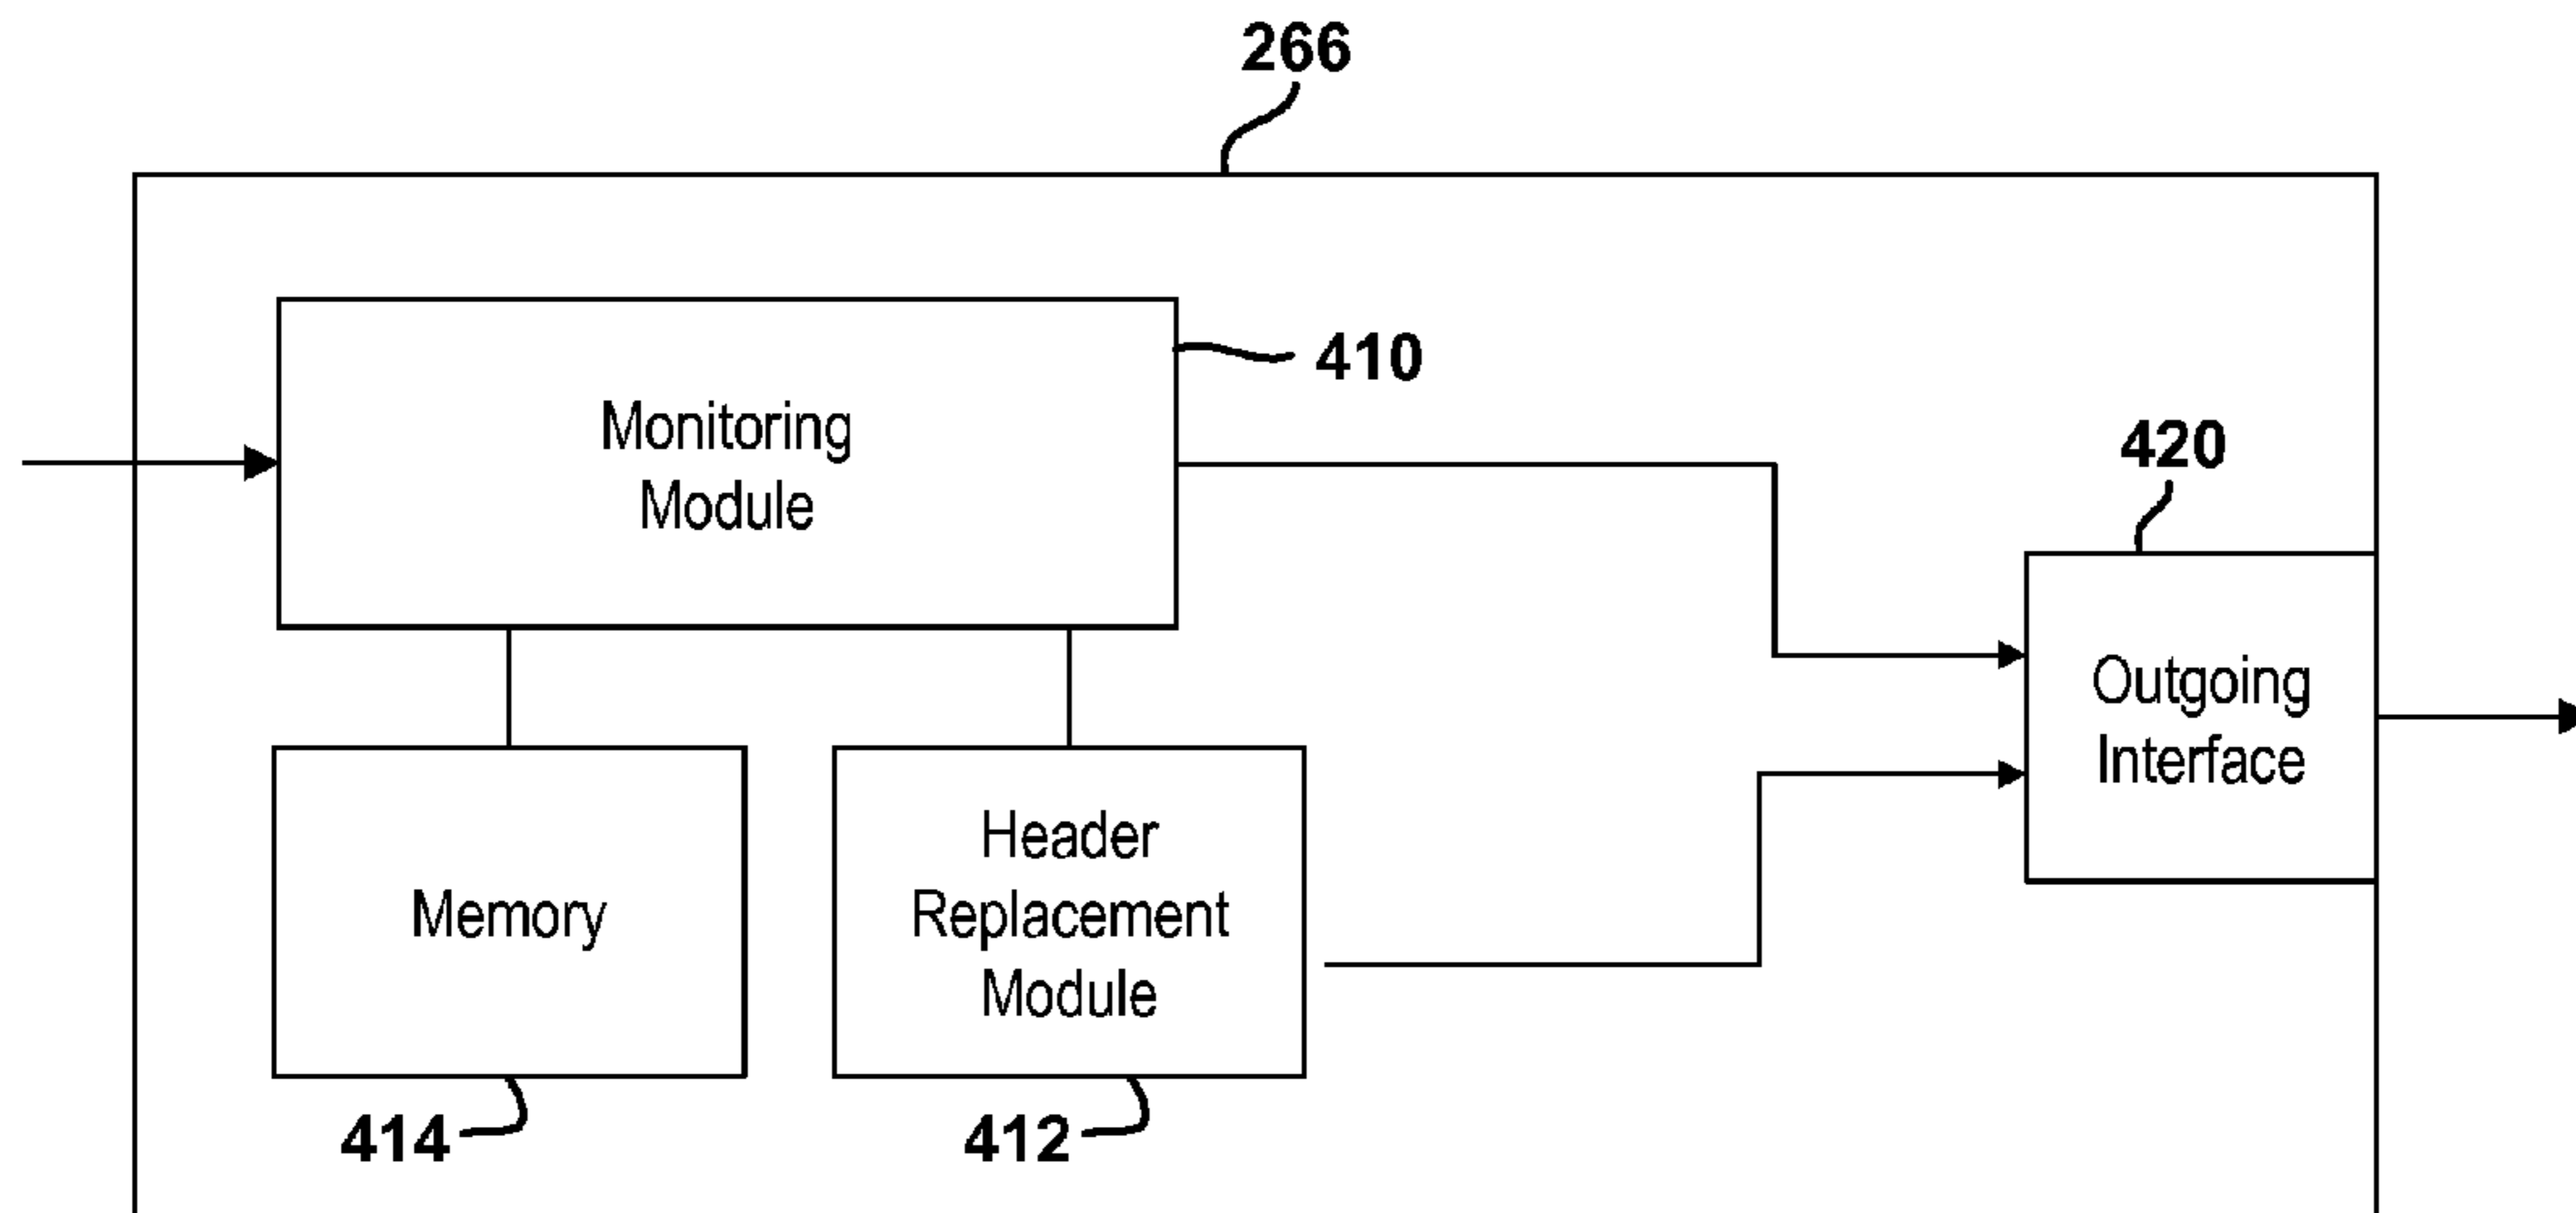 266
410
Monitoring
Module
420
Outgoing
Interface
Memory
Header
Replacement
Module
414
412